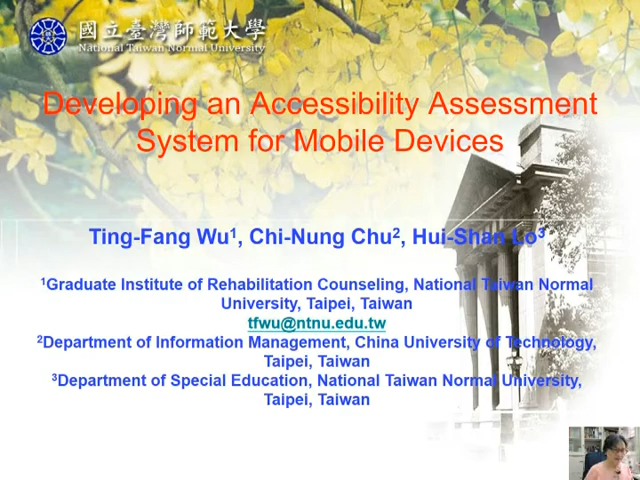 國立臺灣師範大學
National Taiwan Normal University
Developing an Accessibility Assessment
System for Mobile Devices
Ting-Fang Wu¹, Chi-Nung Chu², Hui-Shan Lo³
¹Graduate Institute of Rehabilitation Counseling, National Taiwan Normal
University, Taipei, Taiwan
tfwu@ntnu.edu.tw
²Department of Information Management, China University of Technology,
Taipei, Taiwan
³Department of Special Education, National Taiwan Normal University,
Taipei, Taiwan